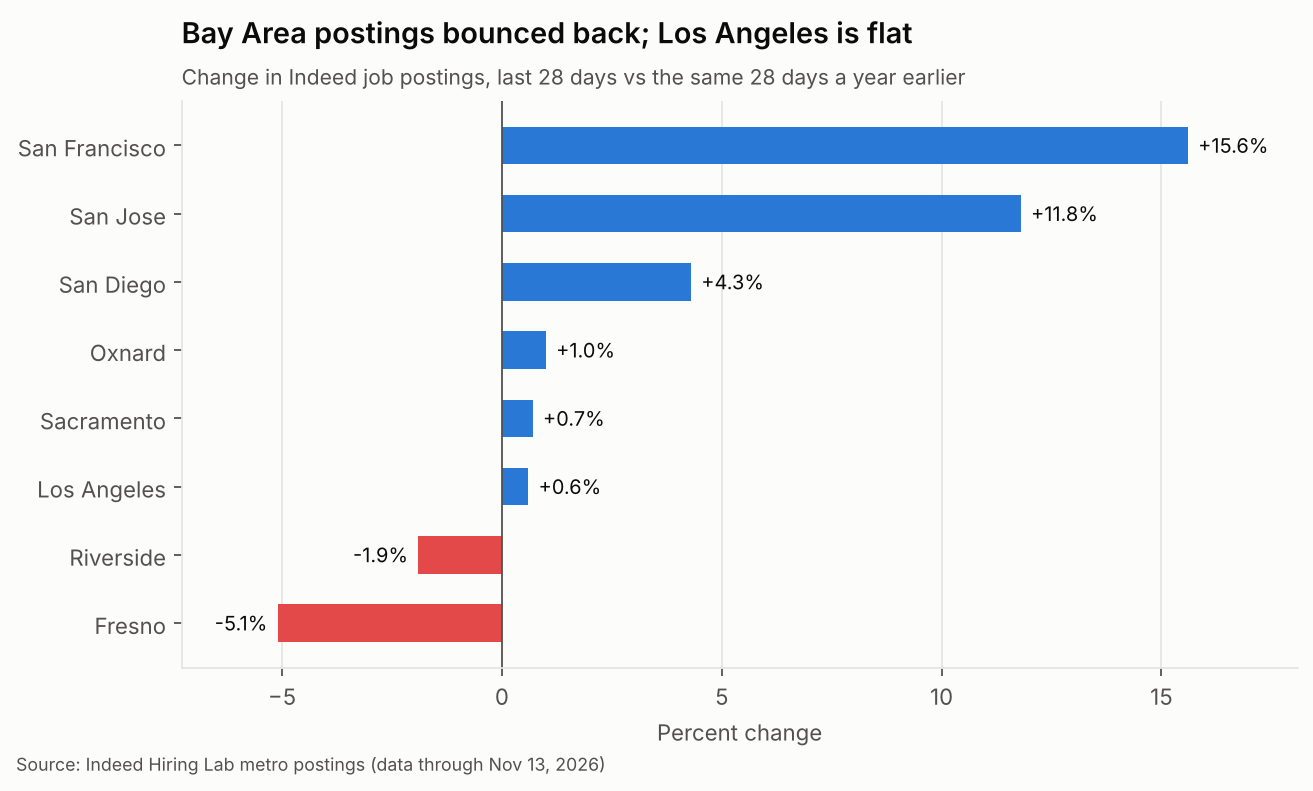 Bay Area postings bounced back; Los Angeles is flat
Change in Indeed job postings, last 28 days vs the same 28 days a year earlier
San Francisco +15.6%
San Jose +11.8%
San Diego +4.3%
Oxnard +1.0%
Sacramento +0.7%
Los Angeles +0.6%
Riverside -1.9%
Fresno -5.1%
−5 0 5 10 15
Percent change
Source: Indeed Hiring Lab metro postings (data through Nov 13, 2026)